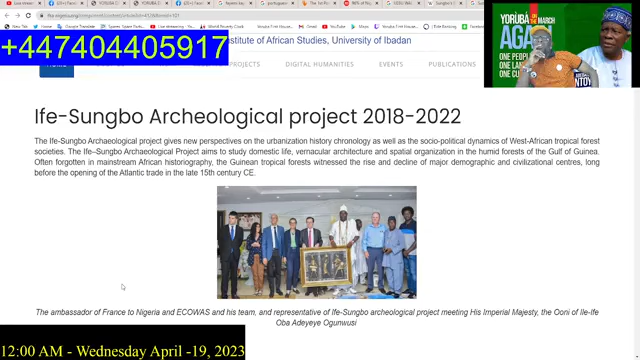 +447404405917
Institute of African Studies, University of Ibadan
PROJECTS
DIGITAL HUMANITIES
EVENTS
PUBLICATIONS
YORÙBÁ
THE MARCH
AGAIN
ONE
ONE
Ife-Sungbo Archeological project 2018-2022
The Ife-Sungbo Archaeological project gives new perspectives on the urbanization history chronology as well as the socio-political dynamics of West-African tropical forest
societies. The Ife–Sungbo Archaeological Project aims to study domestic life, vernacular architecture and spatial organization in the humid forests of the Gulf of Guinea.
Often forgotten in mainstream African historiography, the Guinean tropical forests witnessed the rise and decline of major demographic and civilizational centres, long
before the opening of the Atlantic trade in the late 15th century CE.
The ambassador of France to Nigeria and ECOWAS and his team, and representative of Ife-Sungbo archeological project meeting His Imperial Majesty, the Ooni of Ile-Ife
Oba Adeyeye Ogunwusi
12:00 AM - Wednesday April -19, 2023